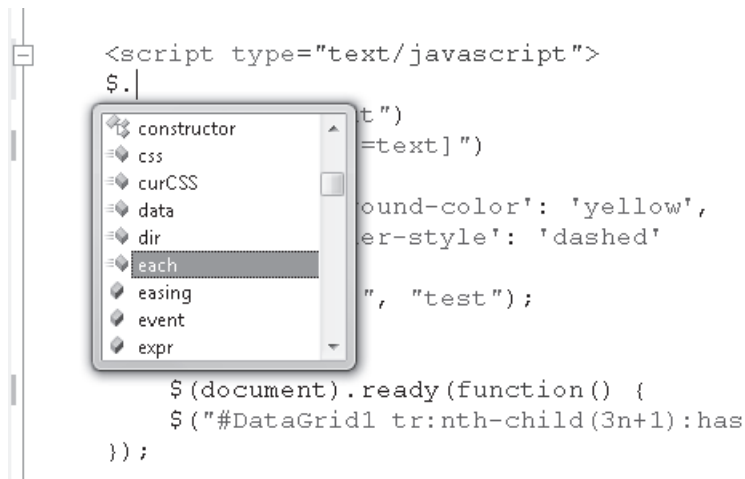 <script type="text/javascript">
$.
constructor
css
curCSS
data
dir
each
easing
event
expr
t")
=text]")
ound-color': 'yellow',
er-style': 'dashed'
", "test");
$(document).ready(function() {
$("#DataGrid1 tr:nth-child(3n+1):has
});